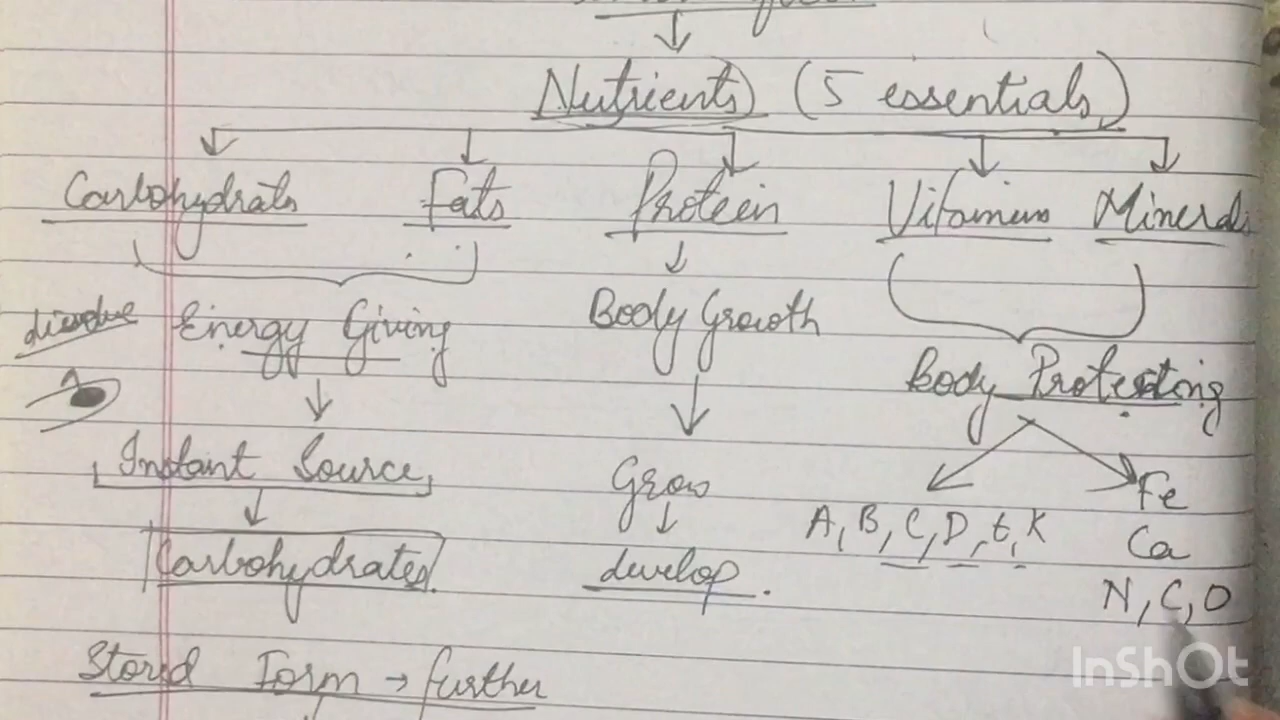 Nutrients (5 essentials)
Carbohydrats Fats Protein Vitamins Minerals
Energy Giving Body Growth
Body Protecting
Instant Source Grow Fe
A, B, C, D, E, K Ca
Carbohydrates develop.
N, C, O
Stored Form → further
InShOt